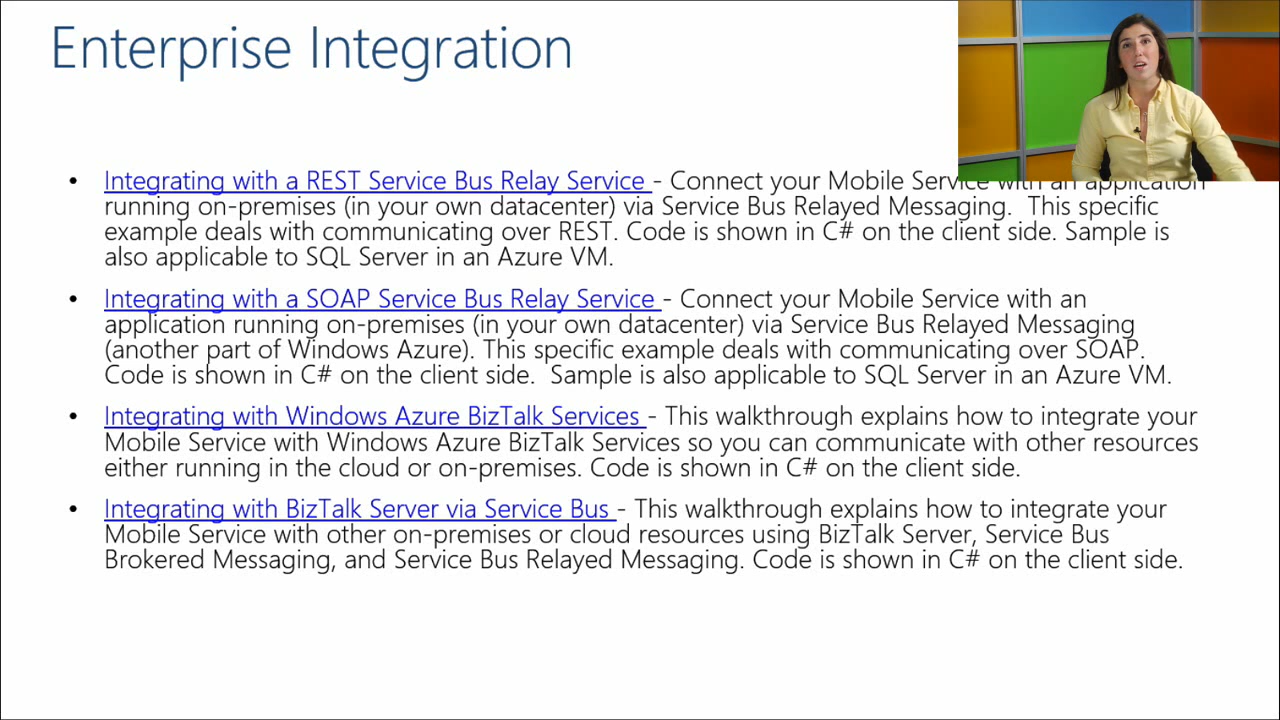 Enterprise Integration
• Integrating with a REST Service Bus Relay Service - Connect your Mobile Service with an application
running on-premises (in your own datacenter) via Service Bus Relayed Messaging.  This specific
example deals with communicating over REST. Code is shown in C# on the client side. Sample is
also applicable to SQL Server in an Azure VM.
• Integrating with a SOAP Service Bus Relay Service - Connect your Mobile Service with an
application running on-premises (in your own datacenter) via Service Bus Relayed Messaging
(another part of Windows Azure). This specific example deals with communicating over SOAP.
Code is shown in C# on the client side.  Sample is also applicable to SQL Server in an Azure VM.
• Integrating with Windows Azure BizTalk Services - This walkthrough explains how to integrate your
Mobile Service with Windows Azure BizTalk Services so you can communicate with other resources
either running in the cloud or on-premises. Code is shown in C# on the client side.
• Integrating with BizTalk Server via Service Bus - This walkthrough explains how to integrate your
Mobile Service with other on-premises or cloud resources using BizTalk Server, Service Bus
Brokered Messaging, and Service Bus Relayed Messaging. Code is shown in C# on the client side.